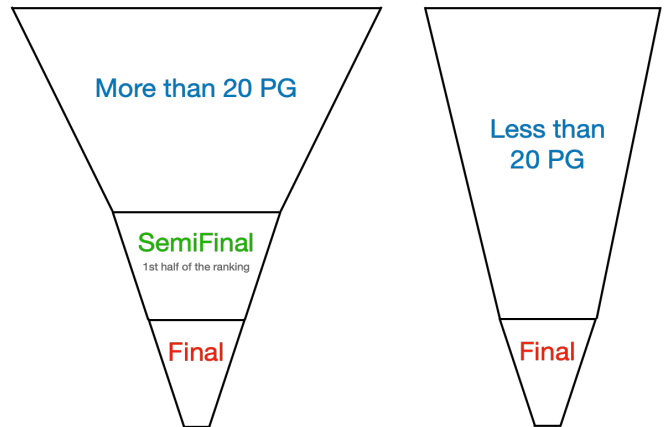 More than 20 PG
SemiFinal
1st half of the ranking
Final
Less than
20 PG
Final